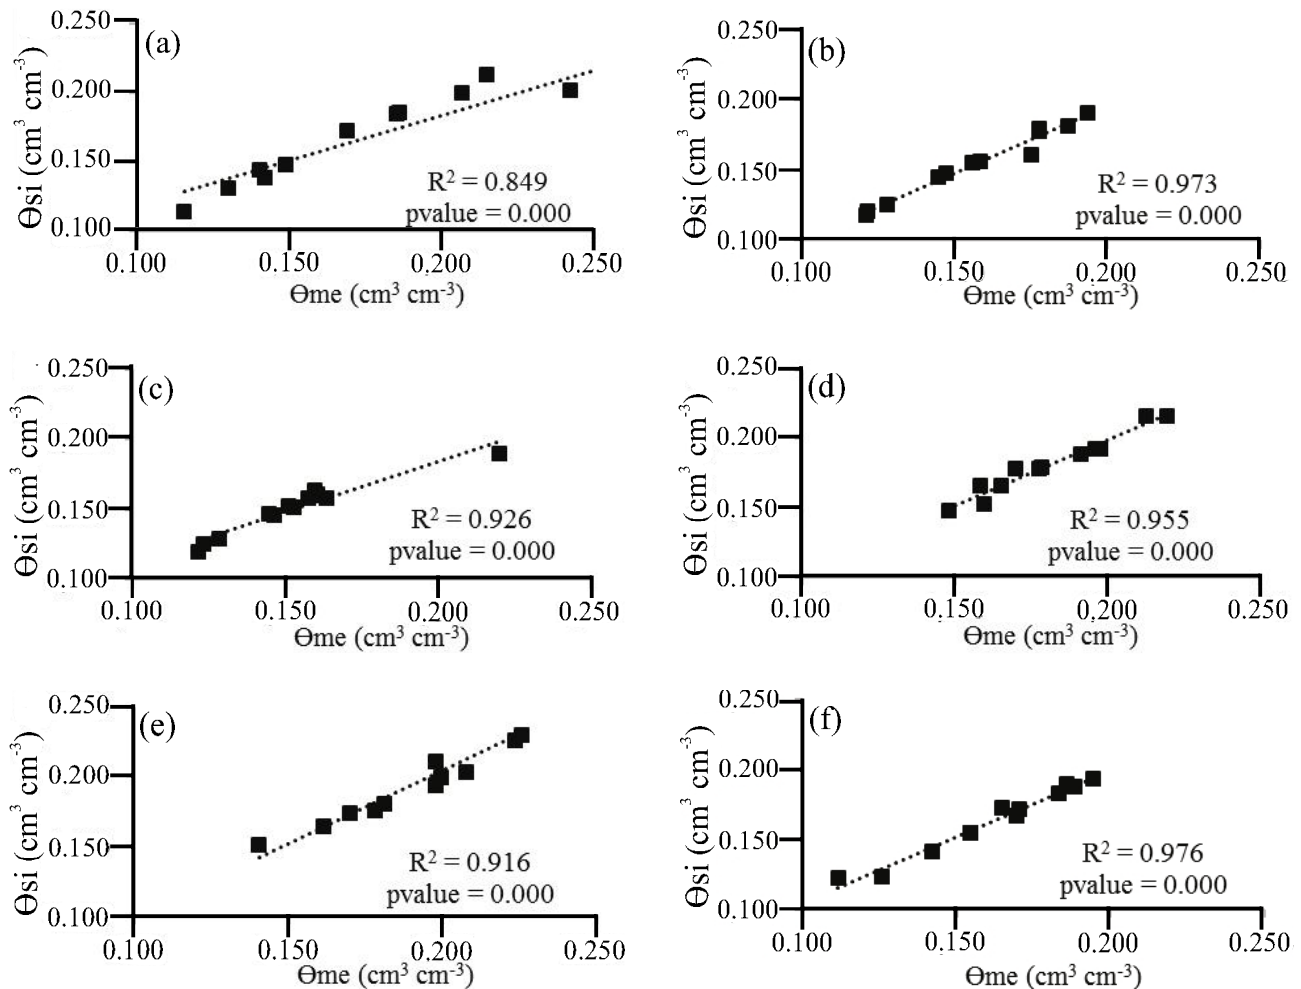 (a)
Θsi (cm³ cm⁻³)
0.250
0.200
0.150
0.100
R² = 0.849
pvalue = 0.000
0.100 0.150 0.200 0.250
Θme (cm³ cm⁻³)
(b)
Θsi (cm³ cm⁻³)
0.250
0.200
0.150
0.100
R² = 0.973
pvalue = 0.000
0.100 0.150 0.200 0.250
Θme (cm³ cm⁻³)
(c)
Θsi (cm³ cm⁻³)
0.250
0.200
0.150
0.100
R² = 0.926
pvalue = 0.000
0.100 0.150 0.200 0.250
Θme (cm³ cm⁻³)
(d)
Θsi (cm³ cm⁻³)
0.250
0.200
0.150
0.100
R² = 0.955
pvalue = 0.000
0.100 0.150 0.200 0.250
Θme (cm³ cm⁻³)
(e)
Θsi (cm³ cm⁻³)
0.250
0.200
0.150
0.100
R² = 0.916
pvalue = 0.000
0.100 0.150 0.200 0.250
Θme (cm³ cm⁻³)
(f)
Θsi (cm³ cm⁻³)
0.250
0.200
0.150
0.100
R² = 0.976
pvalue = 0.000
0.100 0.150 0.200 0.250
Θme (cm³ cm⁻³)